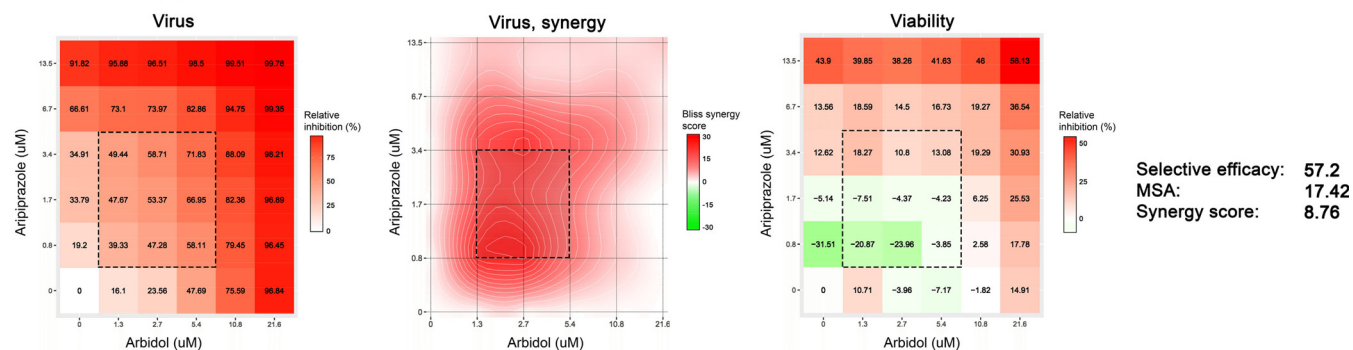 Virus
Aripiprazole (uM)
13.5
6.7
3.4
1.7
0.8
0
91.82 95.88 96.51 98.5 99.51 99.78
66.61 73.1 73.97 82.86 94.75 99.35
34.91 49.44 58.71 71.83 88.09 98.21
33.79 47.67 53.37 66.95 82.36 96.89
19.2 39.33 47.28 58.11 79.45 96.45
0 16.1 23.56 47.69 75.59 96.84
0 1.3 2.7 5.4 10.8 21.6
Arbidol (uM)
Relative
inhibition (%)
75
50
25
0
Virus, synergy
Aripiprazole (uM)
13.5
6.7
3.4
1.7
0.8
0
0 1.3 2.7 5.4 10.8 21.6
Arbidol (uM)
Bliss synergy
score
30
15
0
-15
-30
Viability
Aripiprazole (uM)
13.5
6.7
3.4
1.7
0.8
0
43.9 39.85 38.26 41.63 46 56.13
13.56 18.59 14.5 16.73 19.27 36.54
12.62 18.27 10.8 13.08 19.29 30.93
−5.14 −7.51 −4.37 −4.23 6.25 25.53
−31.51 −20.87 −23.96 −3.85 2.58 17.78
0 10.71 −3.96 −7.17 −1.82 14.91
0 1.3 2.7 5.4 10.8 21.6
Arbidol (uM)
Relative
inhibition (%)
50
25
0
Selective efficacy: 57.2
MSA: 17.42
Synergy score: 8.76